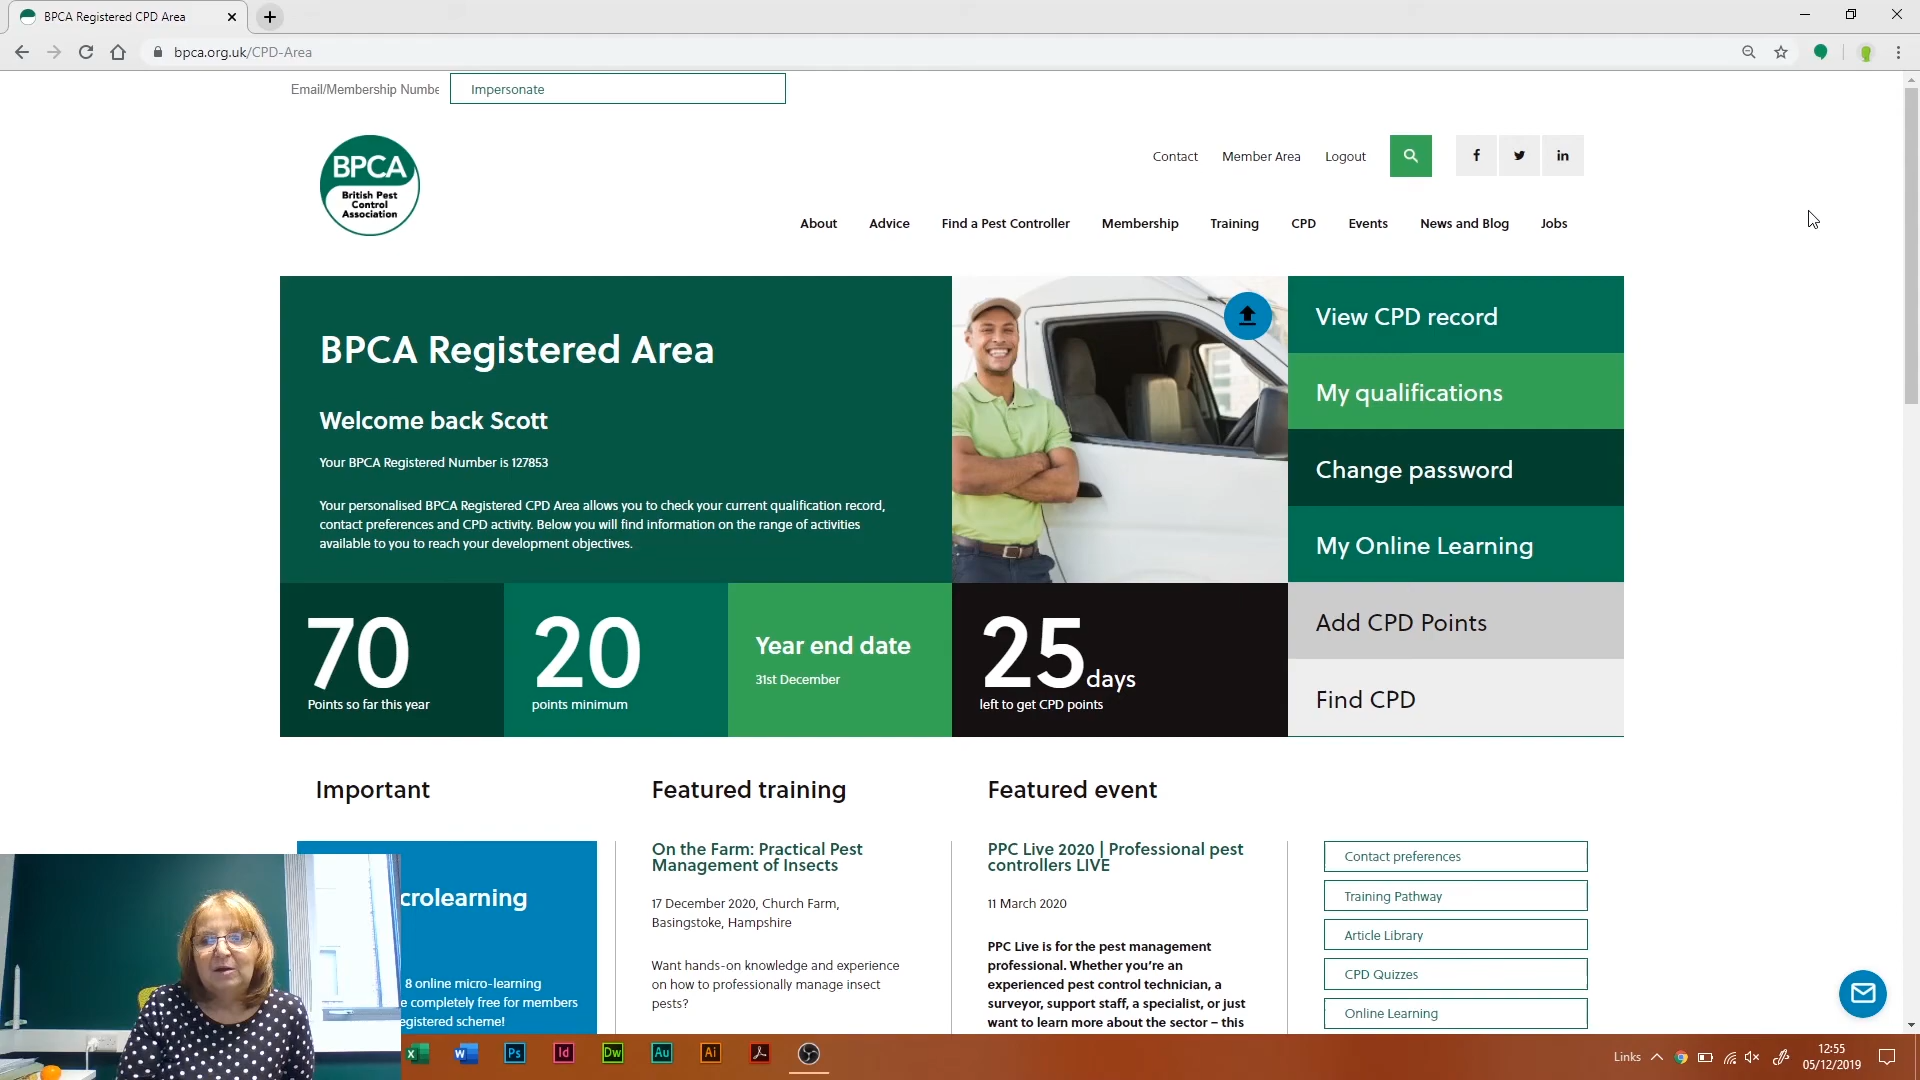 BPCA Registered CPD Area
bpca.org.uk/CPD-Area
Email/Membership Numbe
Impersonate
BPCA
British Pest
Control
Association
Contact
Member Area
Logout
f
in
About
Advice
Find a Pest Controller
Membership
Training
CPD
Events
News and Blog
Jobs
BPCA Registered Area
Welcome back Scott
Your BPCA Registered Number is 127853
Your personalised BPCA Registered CPD Area allows you to check your current qualification record,
contact preferences and CPD activity. Below you will find information on the range of activities
available to you to reach your development objectives.
View CPD record
My qualifications
Change password
My Online Learning
Add CPD Points
Find CPD
70
Points so far this year
20
points minimum
Year end date
31st December
25 days
left to get CPD points
Important
crolearning
8 online micro-learning
e completely free for members
egistered scheme!
Featured training
On the Farm: Practical Pest
Management of Insects
17 December 2020, Church Farm,
Basingstoke, Hampshire
Want hands-on knowledge and experience
on how to professionally manage insect
pests?
Featured event
PPC Live 2020 | Professional pest
controllers LIVE
11 March 2020
PPC Live is for the pest management
professional. Whether you're an
experienced pest control technician, a
surveyor, support staff, a specialist, or just
want to learn more about the sector – this
Contact preferences
Training Pathway
Article Library
CPD Quizzes
Online Learning
X
W
Ps
Id
Dw
Au
Ai
Links
12:55
05/12/2019